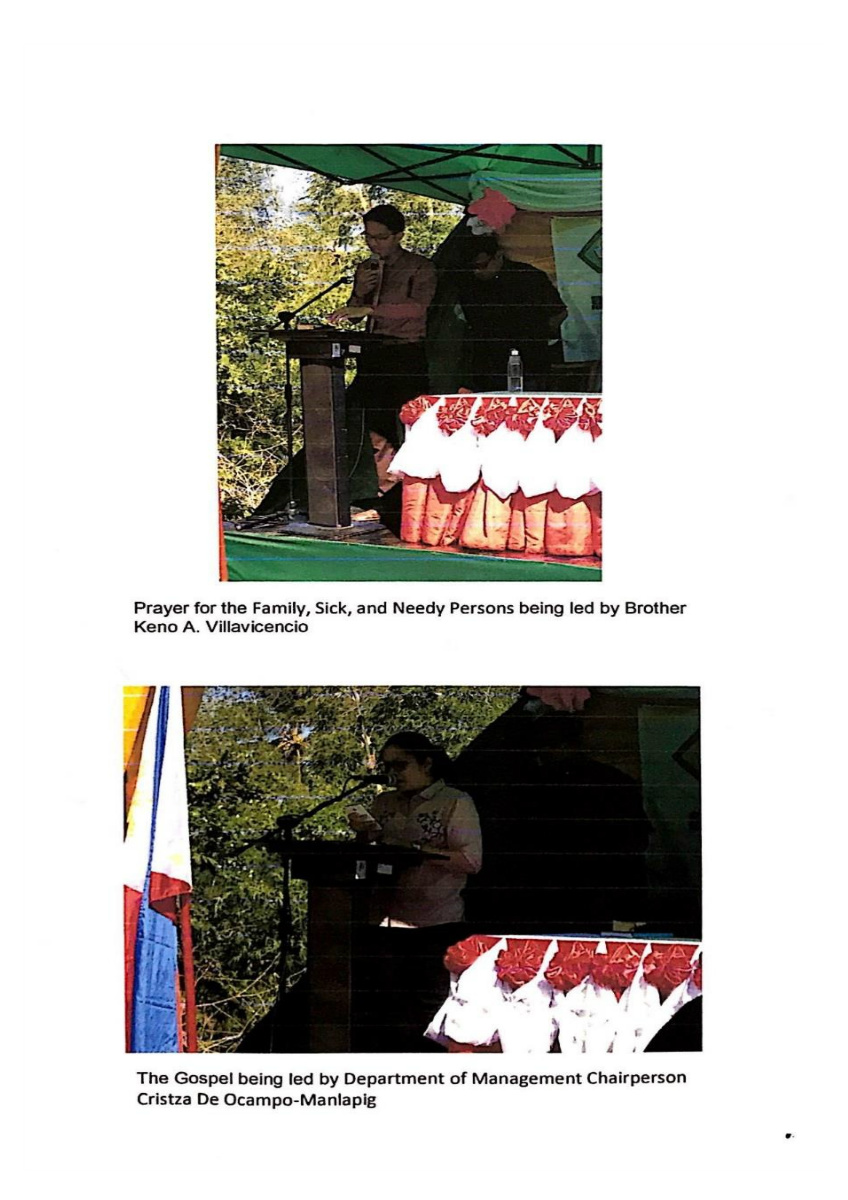 Prayer for the Family, Sick, and Needy Persons being led by Brother
Keno A. Villavicencio
The Gospel being led by Department of Management Chairperson
Cristza De Ocampo-Manlapig